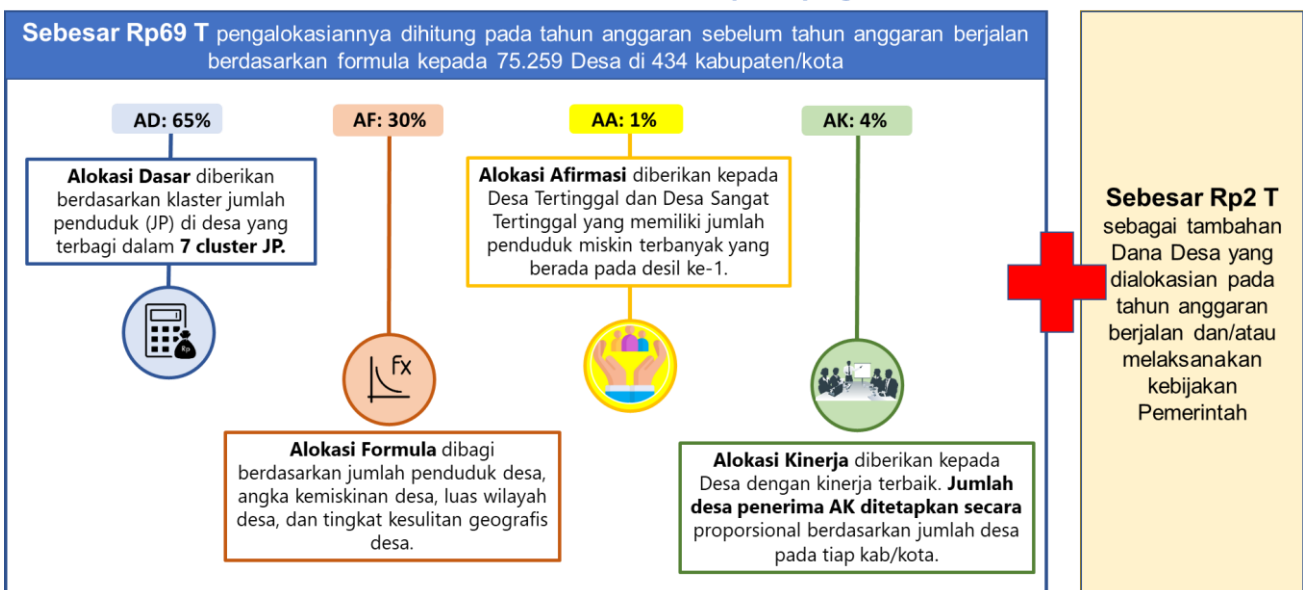 Sebesar Rp69 T pengalokasiannya dihitung pada tahun anggaran sebelum tahun anggaran berjalan
berdasarkan formula kepada 75.259 Desa di 434 kabupaten/kota
AD: 65%
Alokasi Dasar diberikan
berdasarkan klaster jumlah
penduduk (JP) di desa yang
terbagi dalam 7 cluster JP.
Rp
AF: 30%
Fx
Alokasi Formula dibagi
berdasarkan jumlah penduduk desa,
angka kemiskinan desa, luas wilayah
desa, dan tingkat kesulitan geografis
desa.
AA: 1%
Alokasi Afirmasi diberikan kepada
Desa Tertinggal dan Desa Sangat
Tertinggal yang memiliki jumlah
penduduk miskin terbanyak yang
berada pada desil ke-1.
AK: 4%
Alokasi Kinerja diberikan kepada
Desa dengan kinerja terbaik. Jumlah
desa penerima AK ditetapkan secara
proporsional berdasarkan jumlah desa
pada tiap kab/kota.
Sebesar Rp2 T
sebagai tambahan
Dana Desa yang
dialokasian pada
tahun anggaran
berjalan dan/atau
melaksanakan
kebijakan
Pemerintah